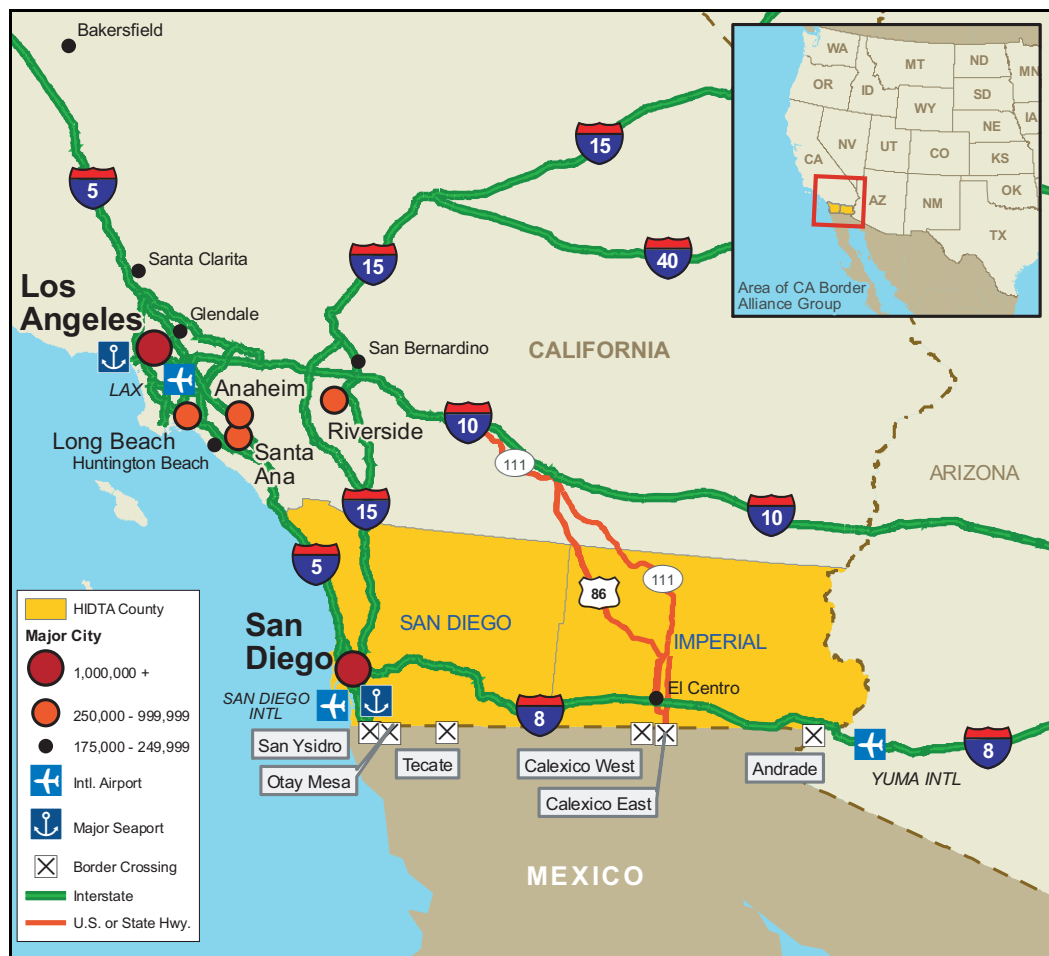 Bakersfield
5
Santa Clarita
Los
Angeles
Glendale
LAX
Anaheim
Long Beach
Huntington Beach
Santa
Ana
15
15
40
San Bernardino
Riverside
CALIFORNIA
10
111
ARIZONA
10
15
5
111
86
SAN DIEGO
IMPERIAL
San
Diego
El Centro
SAN DIEGO
INTL
8
8
YUMA INTL
San Ysidro
Otay Mesa
Tecate
Calexico West
Calexico East
Andrade
MEXICO
WA
OR
ID
MT
ND
MN
SD
WY
NE
IA
NV
UT
CO
KS
CA
AZ
NM
OK
TX
Area of CA Border
Alliance Group
HIDTA County
Major City
1,000,000 +
250,000 - 999,999
175,000 - 249,999
Intl. Airport
Major Seaport
Border Crossing
Interstate
U.S. or State Hwy.